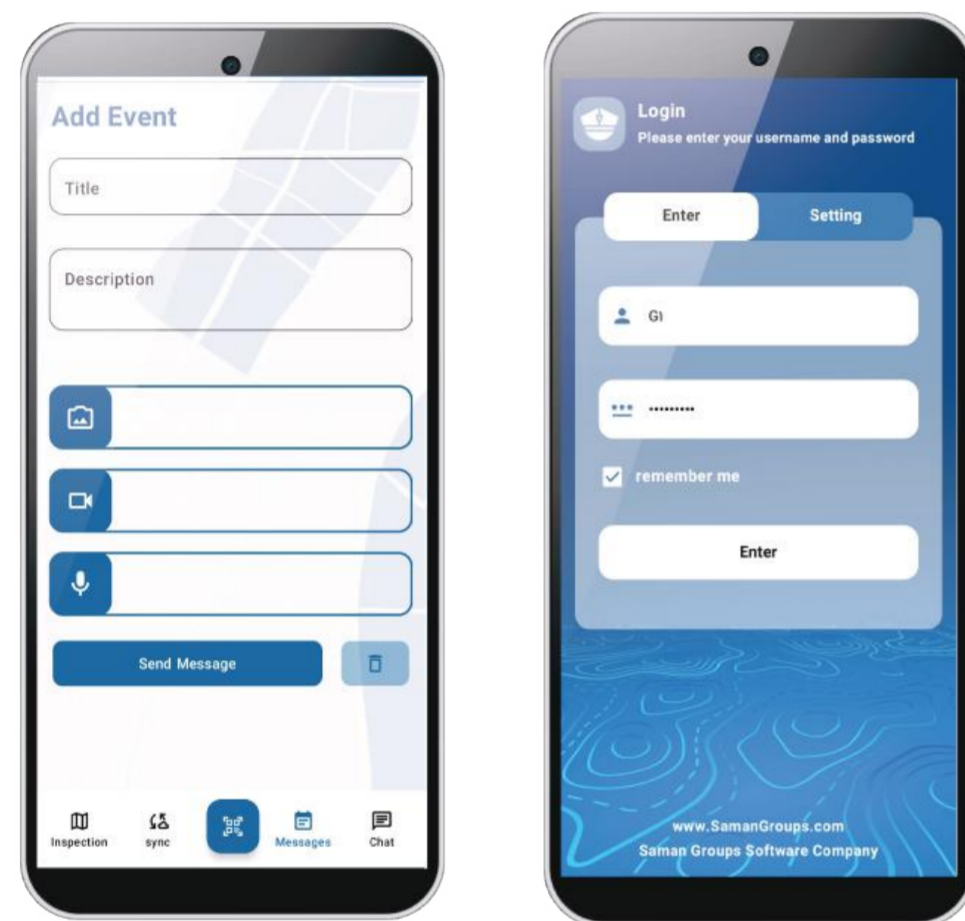 Add Event
Title
Description
Send Message
Inspection
sync
Messages
Chat
Login
Please enter your username and password
Enter
Setting
G۱
•••••••••
remember me
Enter
www.SamanGroups.com
Saman Groups Software Company